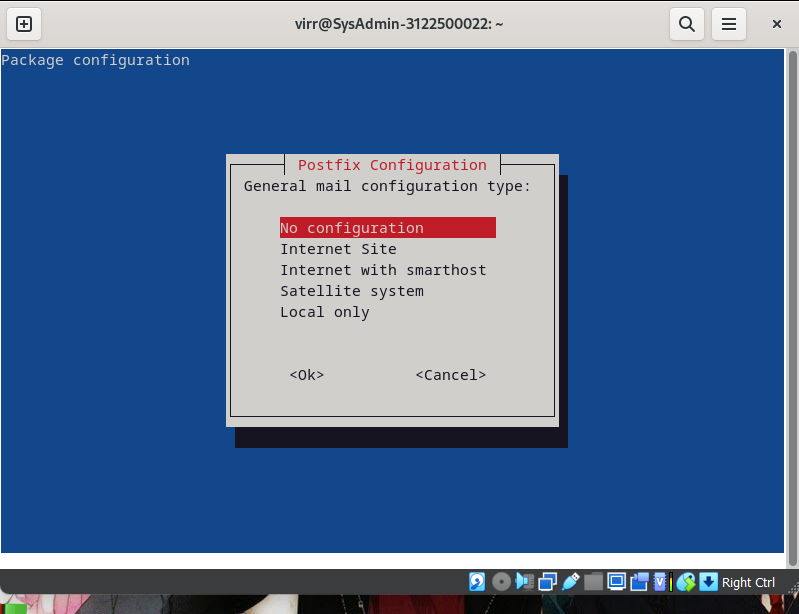 virr@SysAdmin-3122500022: ~
Package configuration
Postfix Configuration
General mail configuration type:
No configuration
Internet Site
Internet with smarthost
Satellite system
Local only
<Ok> <Cancel>
Right Ctrl